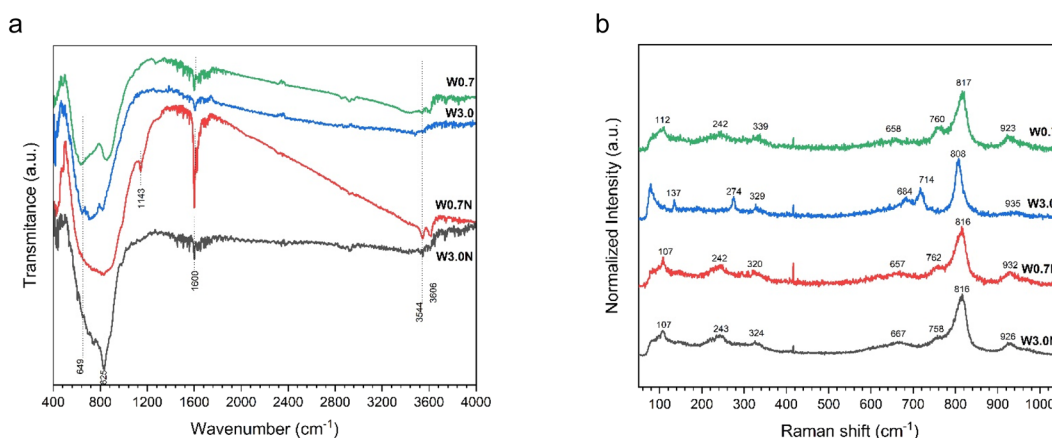 a
Transmitance (a.u.)
W0.7
W3.0
W0.7N
W3.0N
649
825
1143
1600
3544
3606
400 800 1200 1600 2000 2400 2800 3200 3600 4000
Wavenumber (cm-1)
b
Normalized Intensity (a.u.)
112 242 339 658 760 817 923
137 274 329 684 714 808 935
W3.0
107 242 320 657 762 816 932
107 243 324 667 758 816 926
100 200 300 400 500 600 700 800 900
Raman shift (cm-1)